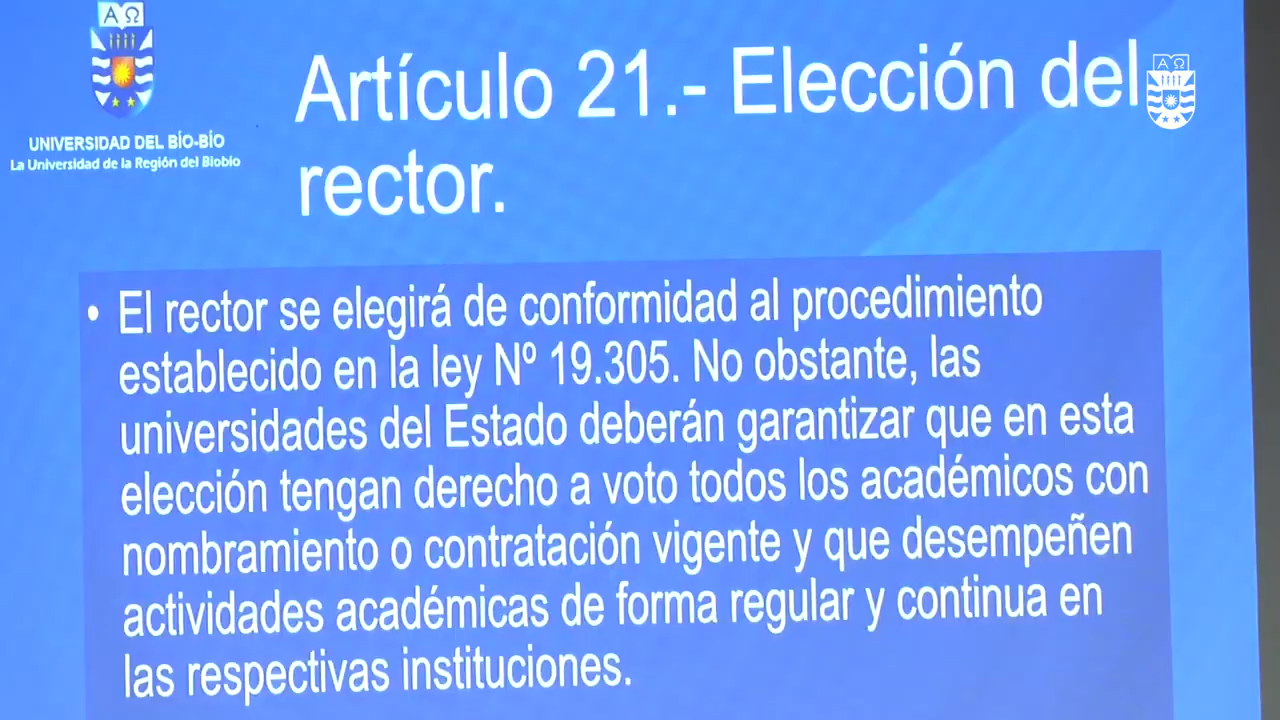 ΑΩ
UNIVERSIDAD DEL BÍO-BÍO
La Universidad de la Región del Biobío
Artículo 21.- Elección del
rector.
ΑΩ
• El rector se elegirá de conformidad al procedimiento
establecido en la ley Nº 19.305. No obstante, las
universidades del Estado deberán garantizar que en esta
elección tengan derecho a voto todos los académicos con
nombramiento o contratación vigente y que desempeñen
actividades académicas de forma regular y continua en
las respectivas instituciones.